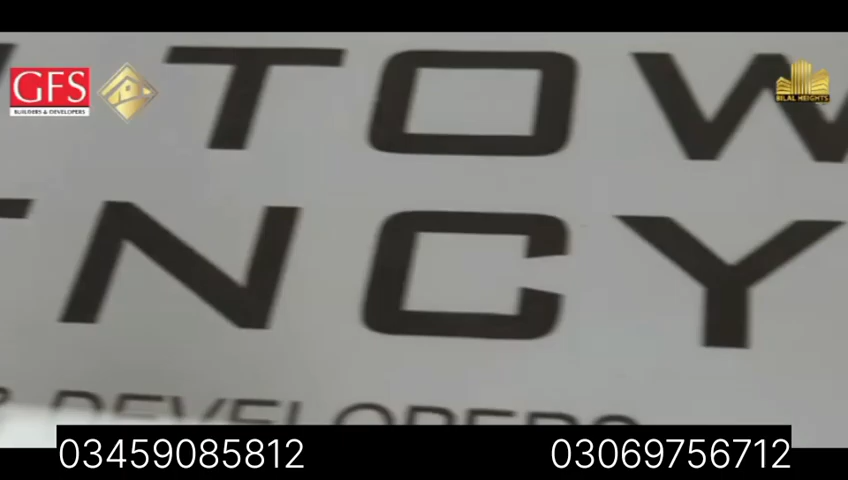 TOW
NCY
DEVELOPERS
GFS
BUILDERS & DEVELOPERS
BILAL HEIGHTS
03459085812 03069756712